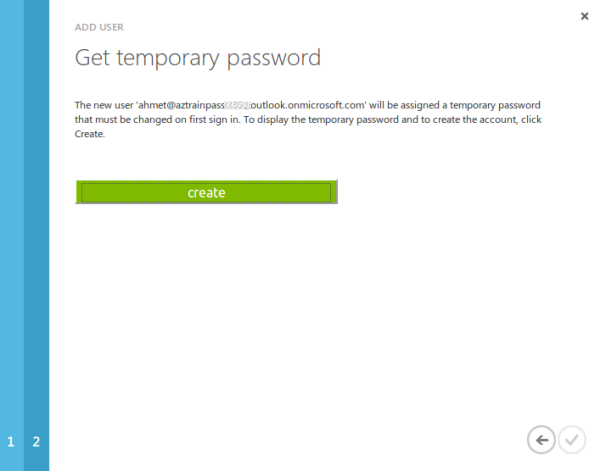 ADD USER
Get temporary password
The new user 'ahmet@aztrainpass outlook.onmicrosoft.com' will be assigned a temporary password
that must be changed on first sign in. To display the temporary password and to create the account, click
Create.
create
1 2